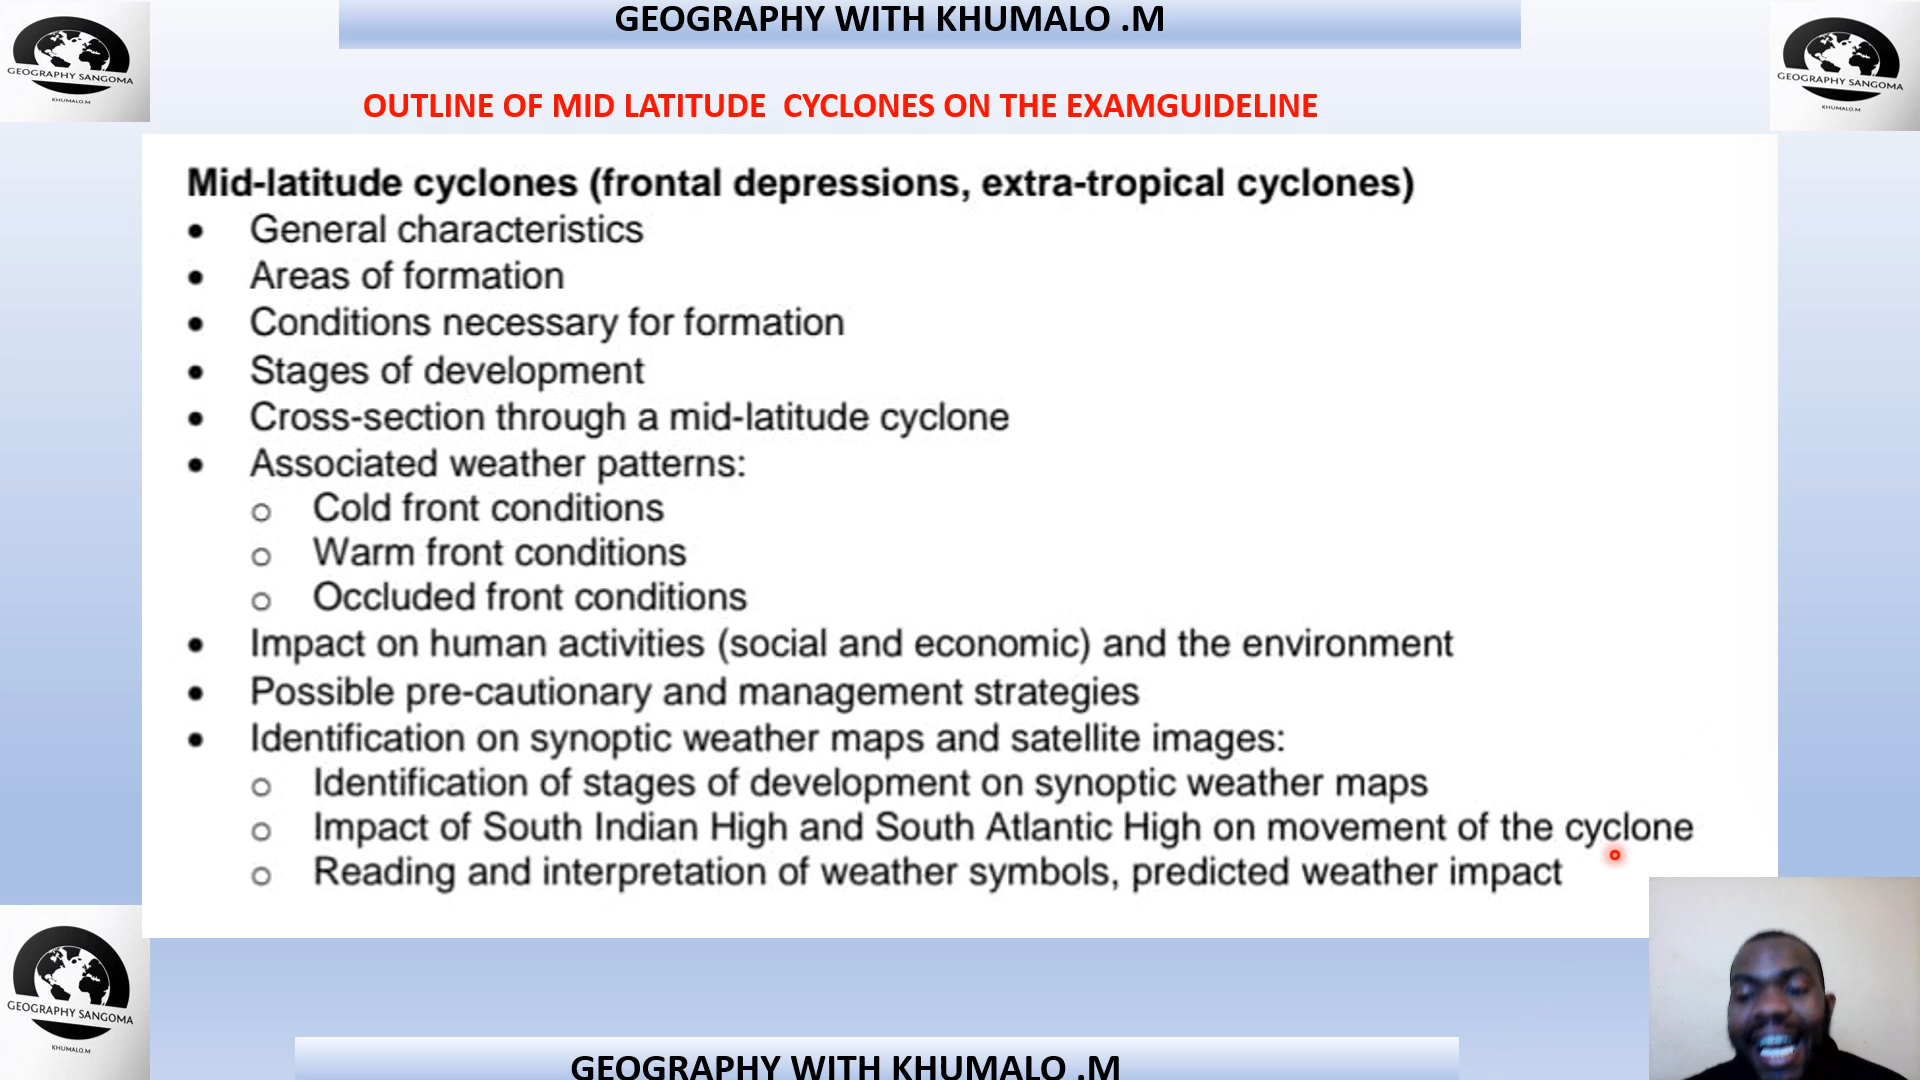 GEOGRAPHY WITH KHUMALO .M
GEOGRAPHY SANGOMA
KHUMALO.M
GEOGRAPHY SANGOMA
KHUMALO.M
OUTLINE OF MID LATITUDE CYCLONES ON THE EXAMGUIDELINE
Mid-latitude cyclones (frontal depressions, extra-tropical cyclones)
• General characteristics
• Areas of formation
• Conditions necessary for formation
• Stages of development
• Cross-section through a mid-latitude cyclone
• Associated weather patterns:
o Cold front conditions
o Warm front conditions
o Occluded front conditions
• Impact on human activities (social and economic) and the environment
• Possible pre-cautionary and management strategies
• Identification on synoptic weather maps and satellite images:
o Identification of stages of development on synoptic weather maps
o Impact of South Indian High and South Atlantic High on movement of the cyclone
o Reading and interpretation of weather symbols, predicted weather impact
GEOGRAPHY SANGOMA
KHUMALO.M
GEOGRAPHY WITH KHUMALO .M